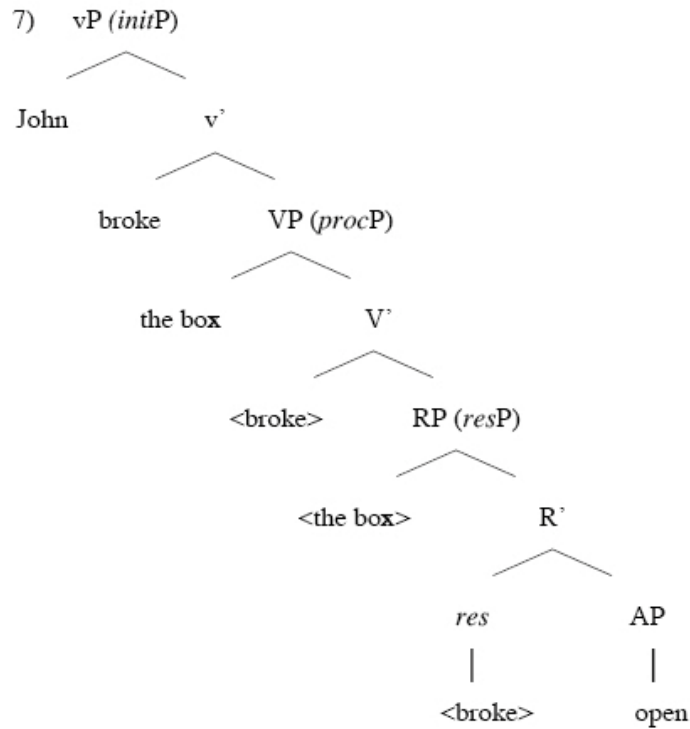 7) vP (initP)
John v’
broke VP (procP)
the box V’
<broke> RP (resP)
<the box> R’
res AP
<broke> open